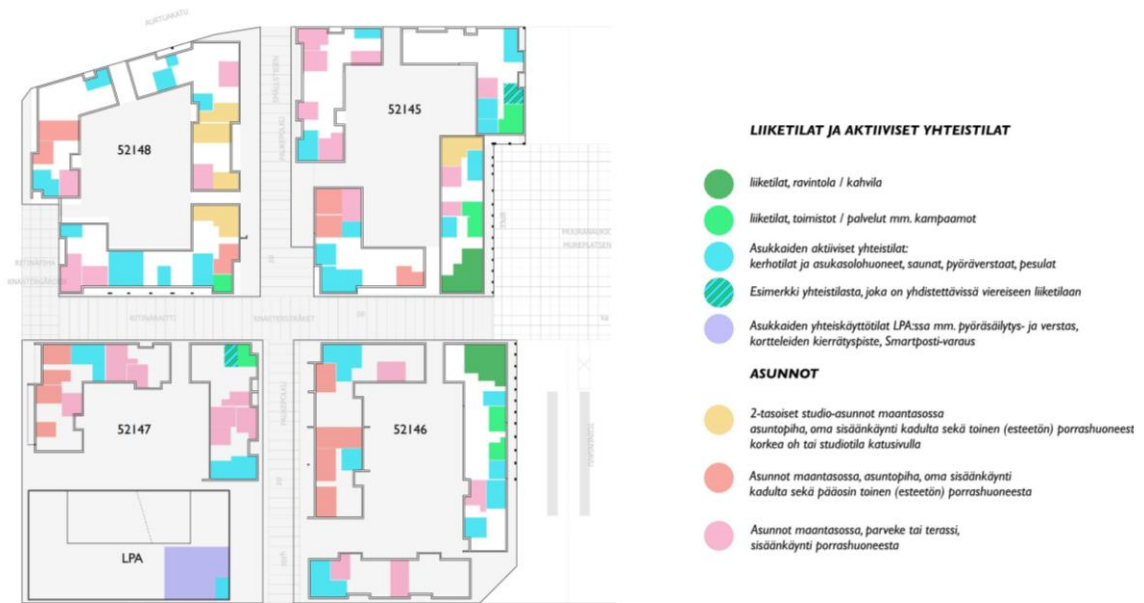 AURTUNKATU
52148
52145
PALKEPOLKU
RIITINKRANTTI
PALKEPOLKU
52147
52146
LPA
LIIKETILAT JA AKTIIVISET YHTEISTILAT
liiketilat, ravintola / kahvila
liiketilat, toimistot / palvelut mm. kampaamot
Asukkaiden aktiiviset yhteistilat:
kerhotilat ja asukasolohuoneet, saunat, pyöräverstaat, pesulat
Esimerkki yhteistilasta, joka on yhdistettävissä viereiseen liiketilaan
Asukkaiden yhteiskäyttötilat LPA:ssa mm. pyöräsäilytys- ja verstas,
kortteleiden kierrätyspiste, Smartposti-varaus
ASUNNOT
2-tasoiset studio-asunnot maantasossa
asuntopiha, oma sisäänkäynti kadulta sekä toinen (esteetön) porrashuoneest
korkea oh tai studiotila katusivulla
Asunnot maantasossa, asuntopiha, oma sisäänkäynti
kadulta sekä pääosin toinen (esteetön) porrashuoneesta
Asunnot maantasossa, parveke tai terassi,
sisäänkäynti porrashuoneesta